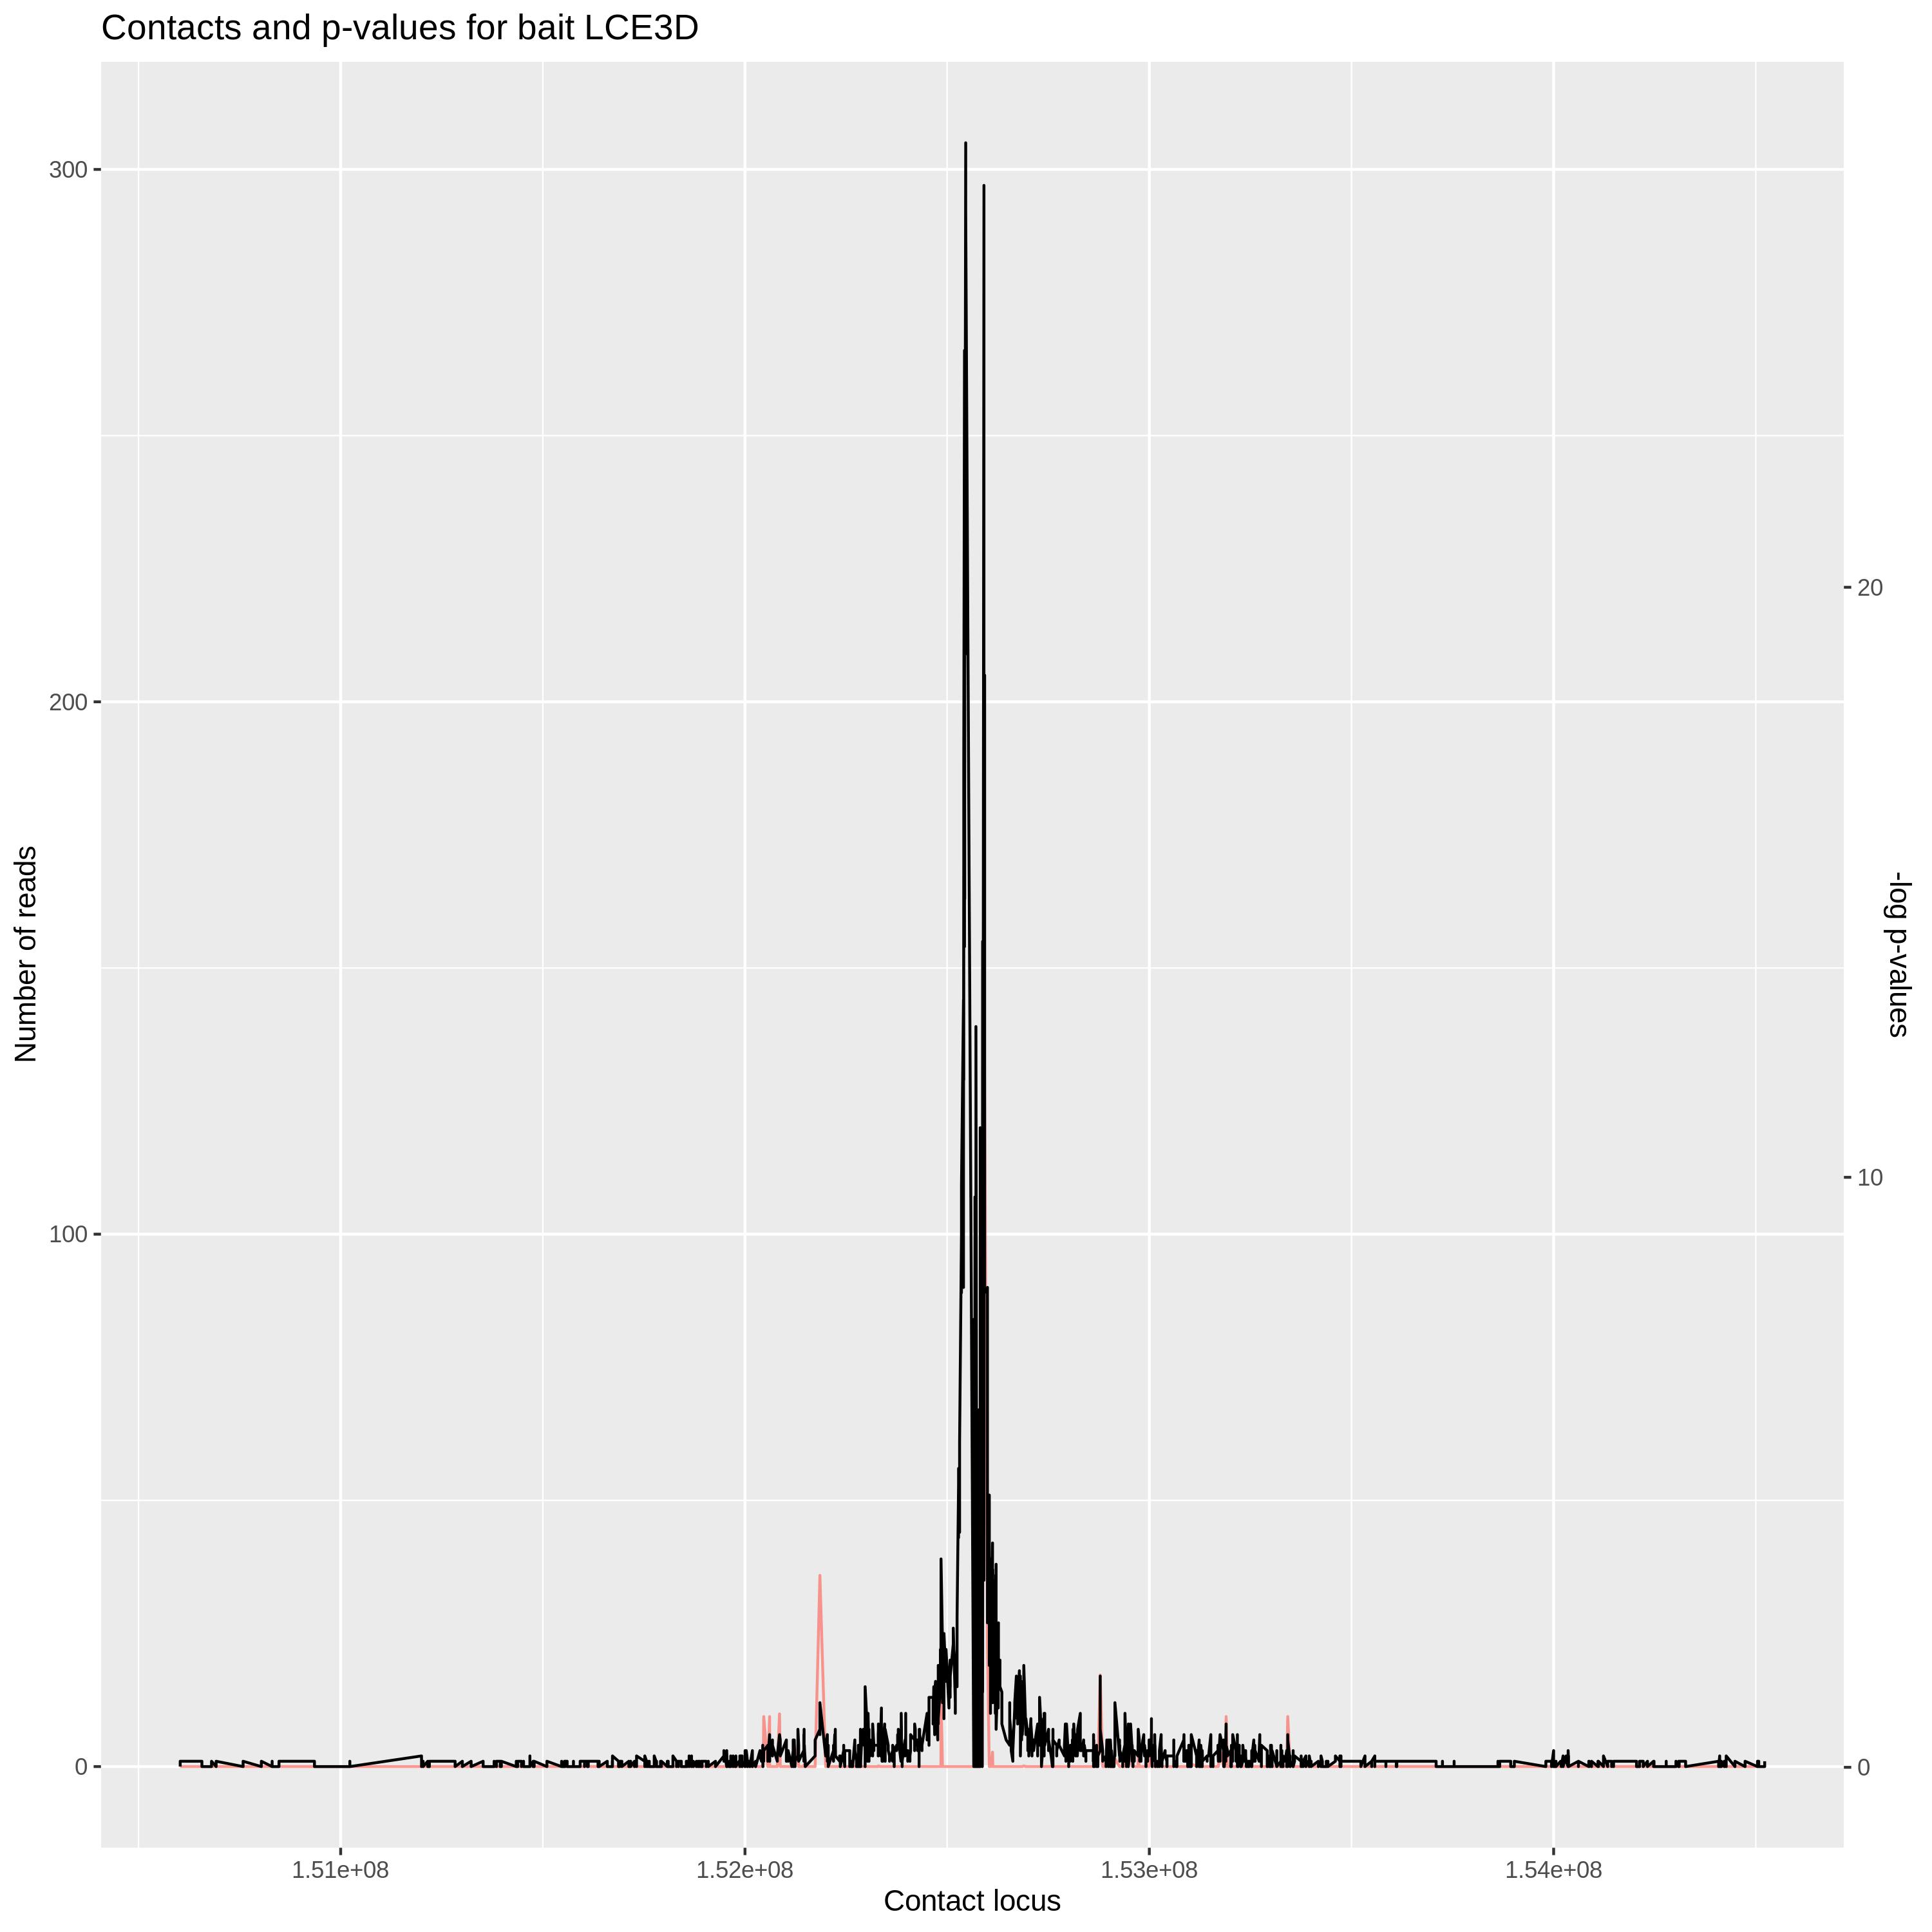 Contacts and p-values for bait LCE3D
300
200
100
0
Number of reads
20
10
0
-log p-values
1.51e+08
1.52e+08
1.53e+08
1.54e+08
Contact locus